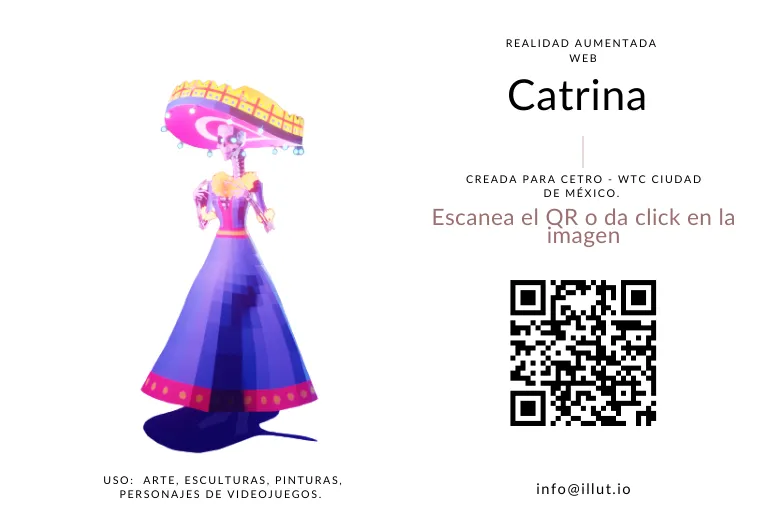 REALIDAD AUMENTADA
WEB
Catrina
CREADA PARA CETRO - WTC CIUDAD
DE MÉXICO.
Escanea el QR o da click en la
imagen
info@illut.io
USO: ARTE, ESCULTURAS, PINTURAS,
PERSONAJES DE VIDEOJUEGOS.